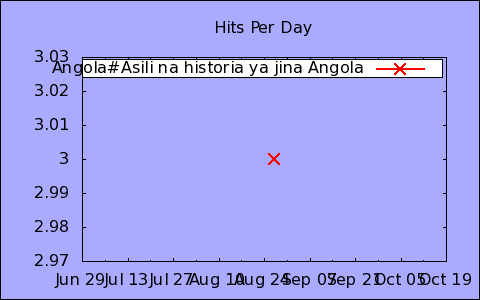 Hits Per Day
3.03
Angola#Asili na historia ya jina Angola
3.02
3.01
3
2.99
2.98
2.97
Jun 29 Jul 13 Jul 27 Aug 10 Aug 24 Sep 07 Sep 21 Oct 05 Oct 19